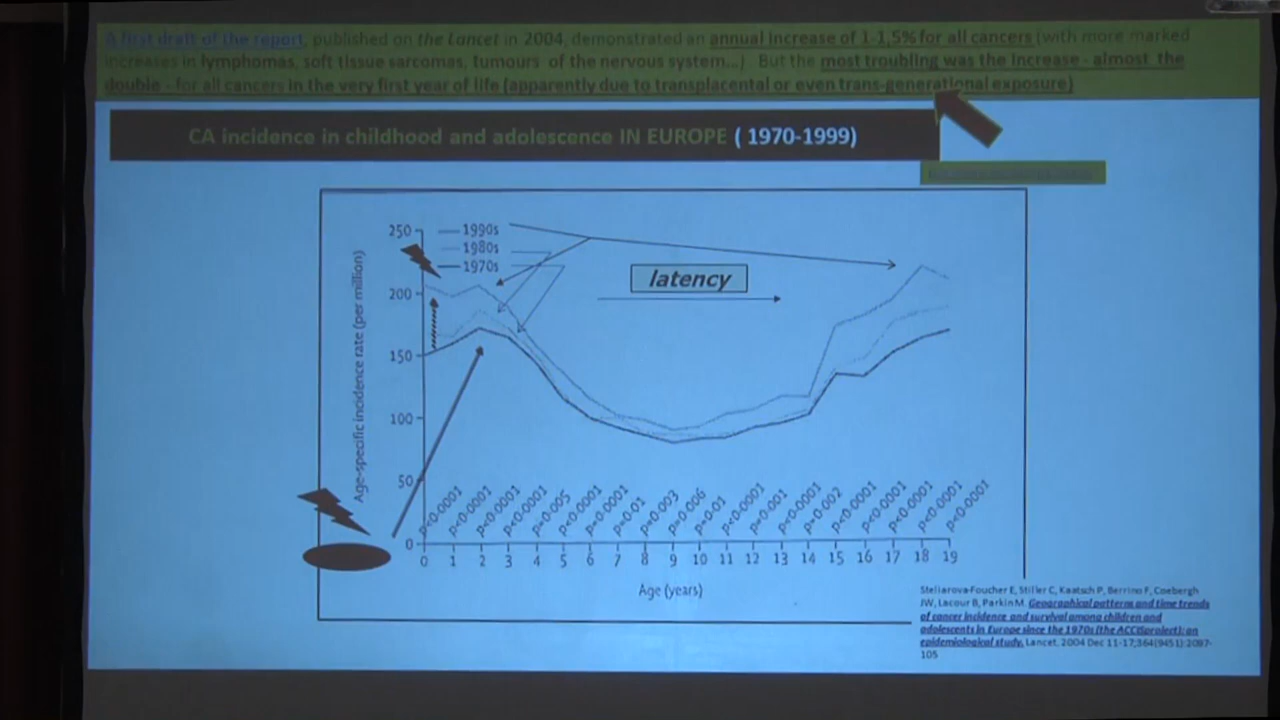 A first draft of the report, published on the Lancet in 2004, demonstrated an annual increase of 1-1,5% for all cancers (with more marked
increases in lymphomas, soft tissue sarcomas, tumours of the nervous system...) But the most troubling was the increase - almost the
double - for all cancers in the very first year of life (apparently due to transplacental or even trans-generational exposure)
CA incidence in childhood and adolescence IN EUROPE ( 1970-1999)
250
1990s
1980s
1970s
latency
200
150
100
50
0
Age-specific incidence rate (per million)
p<0·0001 p<0·0001 p<0·0001 p<0·0001 p=0·005 p<0·0001 p<0·0001 p=0·01 p=0·003 p=0·006 p=0·01 p<0·0001 p=0·001 p<0·0001 p=0·002 p<0·0001 p<0·0001 p<0·0001 p<0·0001 p<0·0001
0 1 2 3 4 5 6 7 8 9 10 11 12 13 14 15 16 17 18 19
Age (years)
Steliarova-Foucher E, Stiller C, Kaatsch P, Berrino F, Coebergh
JW, Lacour B, Parkin M. Geographical patterns and time trends
of cancer incidence and survival among children and
adolescents in Europe since the 1970s (the ACCISproject): an
epidemiological study. Lancet. 2004 Dec 11-17;364(9451):2097-
105